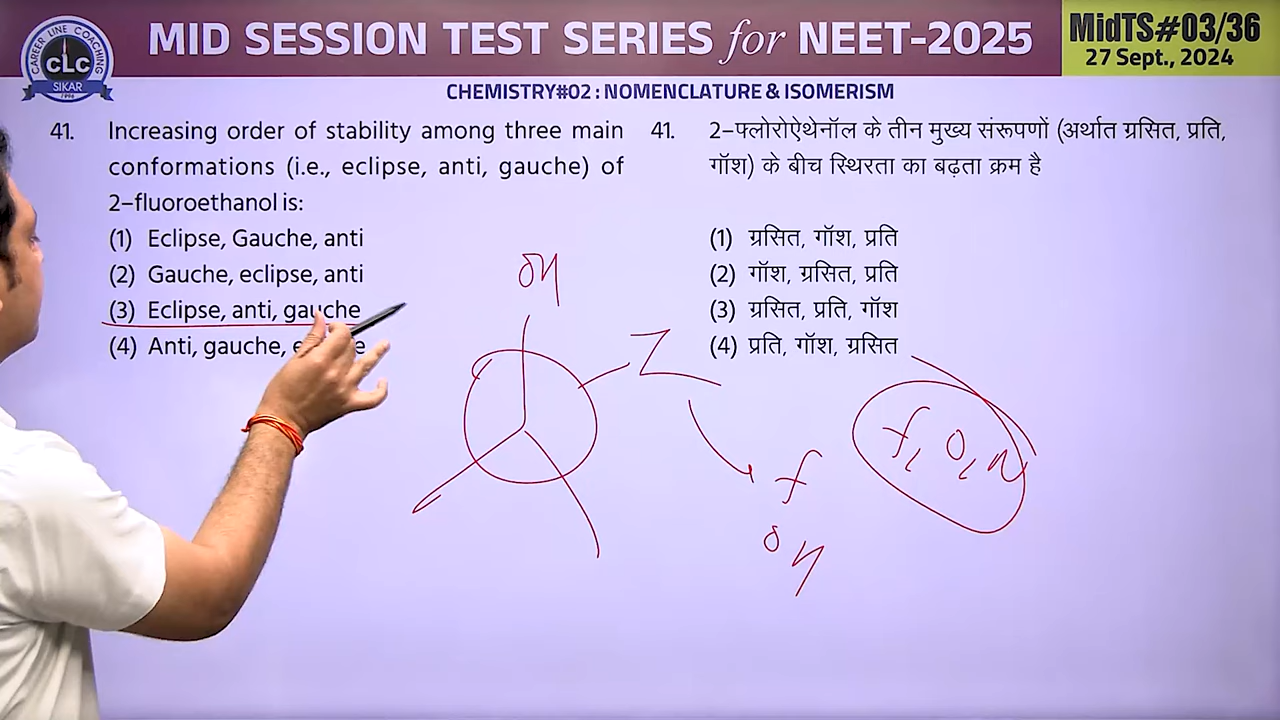 MID SESSION TEST SERIES for NEET-2025
MidTS#03/36
27 Sept., 2024
CAREER LINE COACHING
CLC
SIKAR
CHEMISTRY#02 : NOMENCLATURE & ISOMERISM
41. Increasing order of stability among three main
conformations (i.e., eclipse, anti, gauche) of
2–fluoroethanol is:
(1) Eclipse, Gauche, anti
(2) Gauche, eclipse, anti
(3) Eclipse, anti, gauche
(4) Anti, gauche,
41. 2–फ्लोरोऐथेनॉल के तीन मुख्य संरूपणों (अर्थात ग्रसित, प्रति,
गॉश) के बीच स्थिरता का बढ़ता क्रम है
(1) ग्रसित, गॉश, प्रति
(2) गॉश, ग्रसित, प्रति
(3) ग्रसित, प्रति, गॉश
(4) प्रति, गॉश, ग्रसित
OH
Z
f
OH
f, O, N